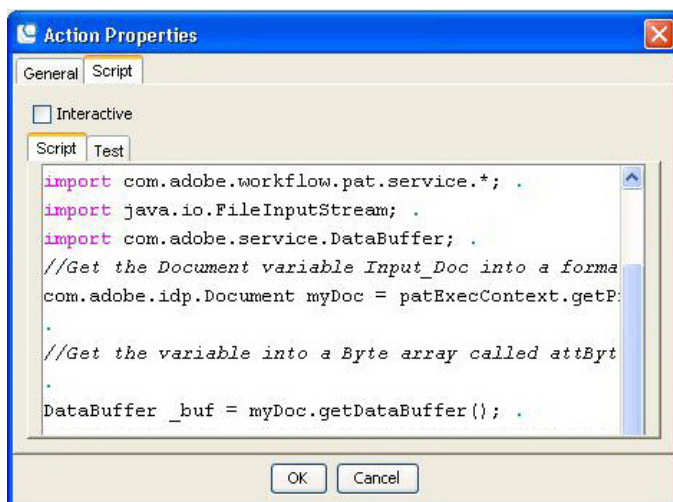 Action Properties
General Script
Interactive
Script Test
import com.adobe.workflow.pat.service.*; .
import java.io.FileInputStream; .
import com.adobe.service.DataBuffer; .
//Get the Document variable Input_Doc into a forma
com.adobe.idp.Document myDoc = patExecContext.getP
.
//Get the variable into a Byte array called attByt
.
DataBuffer _buf = myDoc.getDataBuffer(); .
OK Cancel